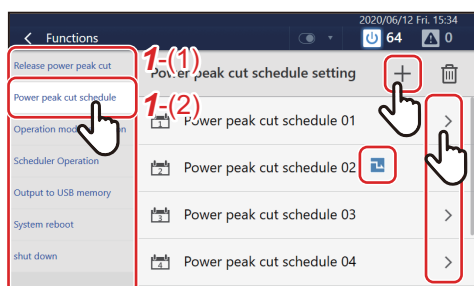 2020/06/12 Fri. 15:34
Functions
64
0
Release power peak cut
Power peak cut schedule
Scheduler Operation
Output to USB memory
System reboot
shut down
1-(1)
1-(2)
Power peak cut schedule setting
1 Power peak cut schedule 01
2 Power peak cut schedule 02
3 Power peak cut schedule 03
4 Power peak cut schedule 04